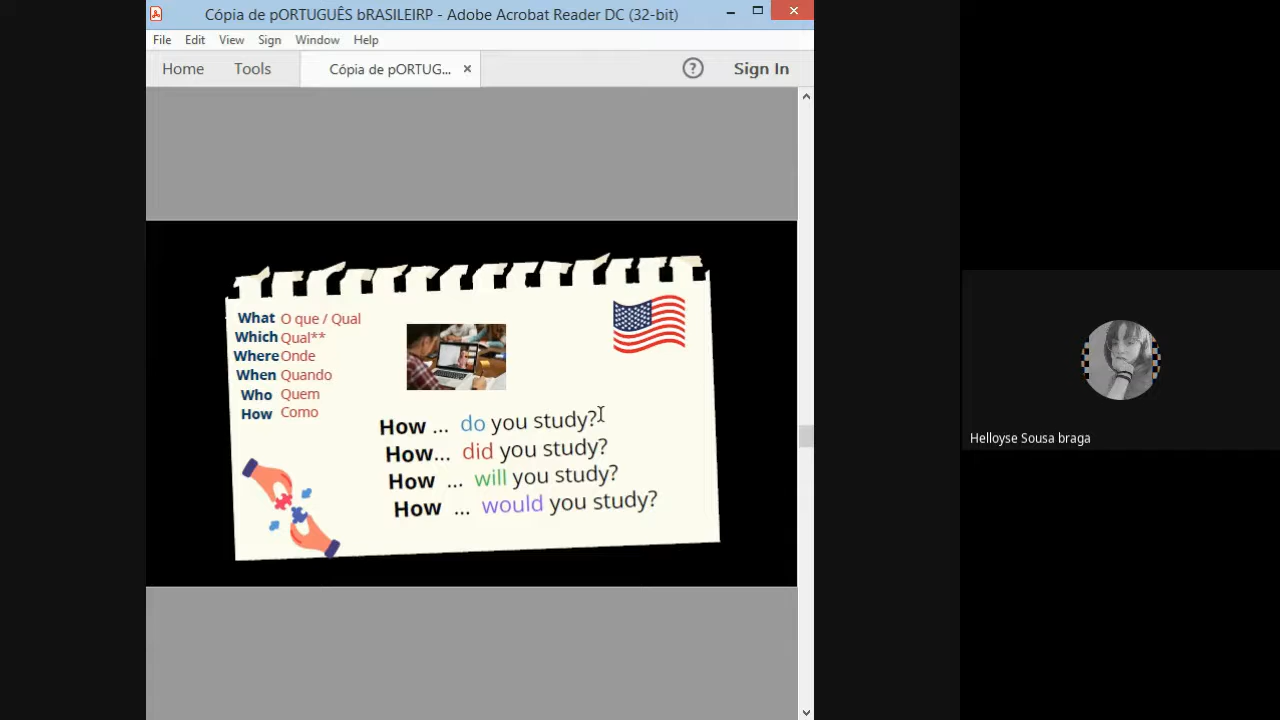 Cópia de pORTUGUÊS bRASILEIRP - Adobe Acrobat Reader DC (32-bit)
File Edit View Sign Window Help
Home Tools Cópia de pORTUG... Sign In
What O que / Qual
Which Qual**
Where Onde
When Quando
Who Quem
How Como
How ... do you study?
How... did you study?
How ... will you study?
How ... would you study?
Helloyse Sousa braga